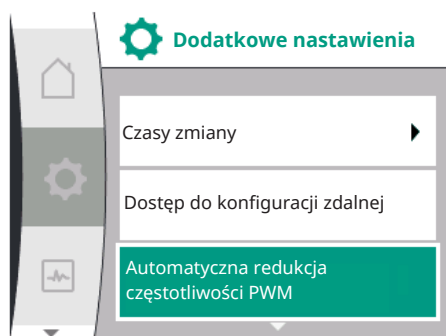 Dodatkowe nastawienia
Czasy zmiany
Dostęp do konfiguracji zdalnej
Automatyczna redukcja
częstotliwości PWM